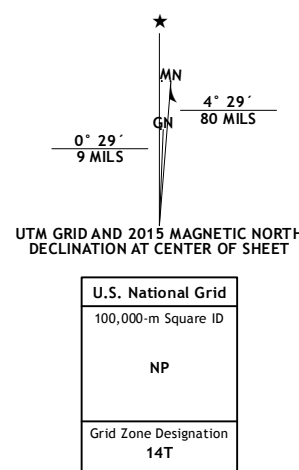 ★
MN
4° 29´
80 MILS
GN
0° 29´
9 MILS
UTM GRID AND 2015 MAGNETIC NORTH
DECLINATION AT CENTER OF SHEET
U.S. National Grid
100,000-m Square ID
NP
Grid Zone Designation
14T